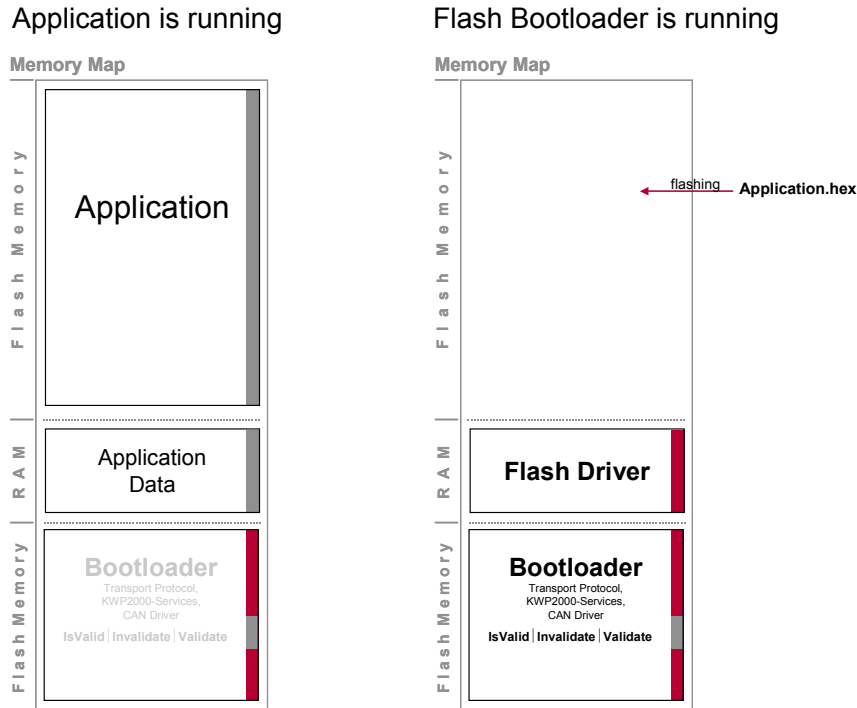 Application is running
Memory Map
Flash Memory
Application
RAM
Application
Data
Flash Memory
Bootloader
Transport Protocol,
KWP2000-Services,
CAN Driver
IsValid | Invalidate | Validate
Flash Bootloader is running
Memory Map
Flash Memory
flashing
Application.hex
RAM
Flash Driver
Flash Memory
Bootloader
Transport Protocol,
KWP2000-Services,
CAN Driver
IsValid | Invalidate | Validate